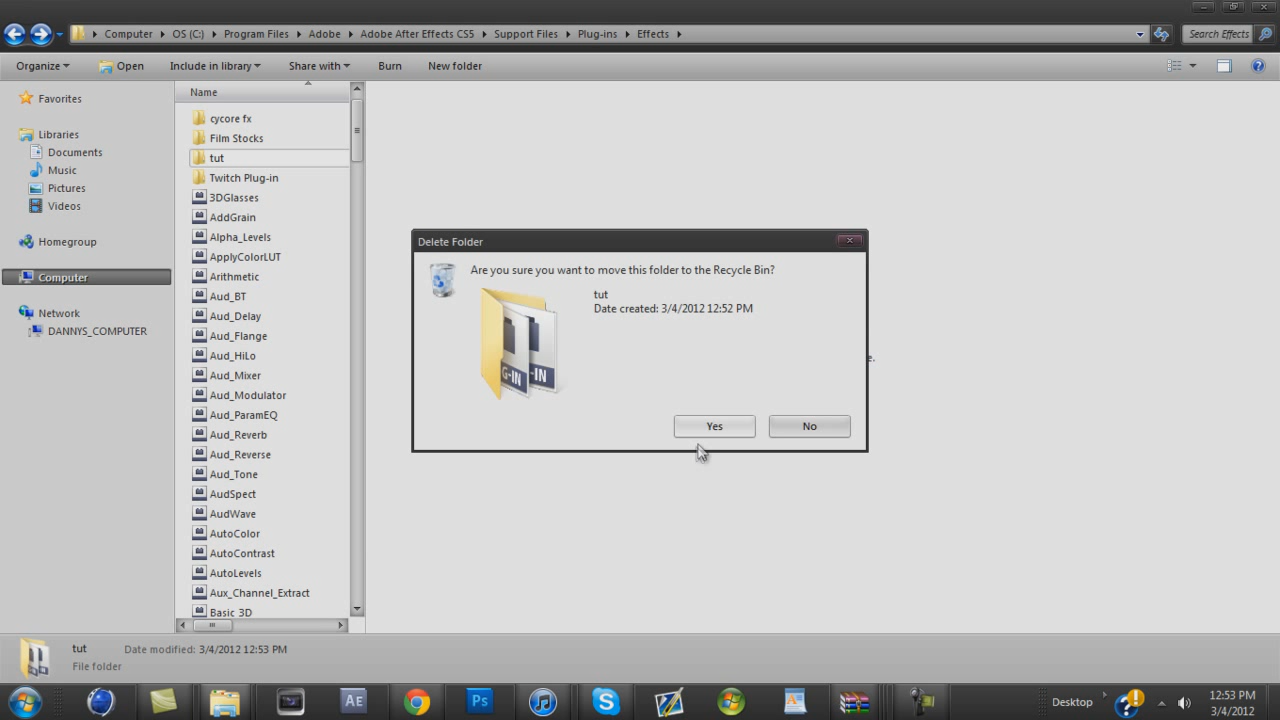 Computer ▸ OS (C:) ▸ Program Files ▸ Adobe ▸ Adobe After Effects CS5 ▸ Support Files ▸ Plug-ins ▸ Effects ▸
Search Effects
Organize Open Include in library Share with Burn New folder
Favorites
Libraries
Documents
Music
Pictures
Videos
Homegroup
Computer
Network
DANNYS_COMPUTER
Name
cycore fx
Film Stocks
tut
Twitch Plug-in
3DGlasses
AddGrain
Alpha_Levels
ApplyColorLUT
Arithmetic
Aud_BT
Aud_Delay
Aud_Flange
Aud_HiLo
Aud_Mixer
Aud_Modulator
Aud_ParamEQ
Aud_Reverb
Aud_Reverse
Aud_Tone
AudSpect
AudWave
AutoColor
AutoContrast
AutoLevels
Aux_Channel_Extract
Basic 3D
Delete Folder
Are you sure you want to move this folder to the Recycle Bin?
tut
Date created: 3/4/2012 12:52 PM
G-IN
-IN
Yes No
e.
tut Date modified: 3/4/2012 12:53 PM
File folder
Ae
Ps
Desktop
12:53 PM
3/4/2012